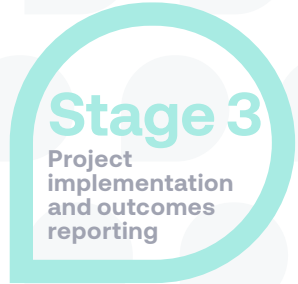 Stage 3
Project
implementation
and outcomes
reporting